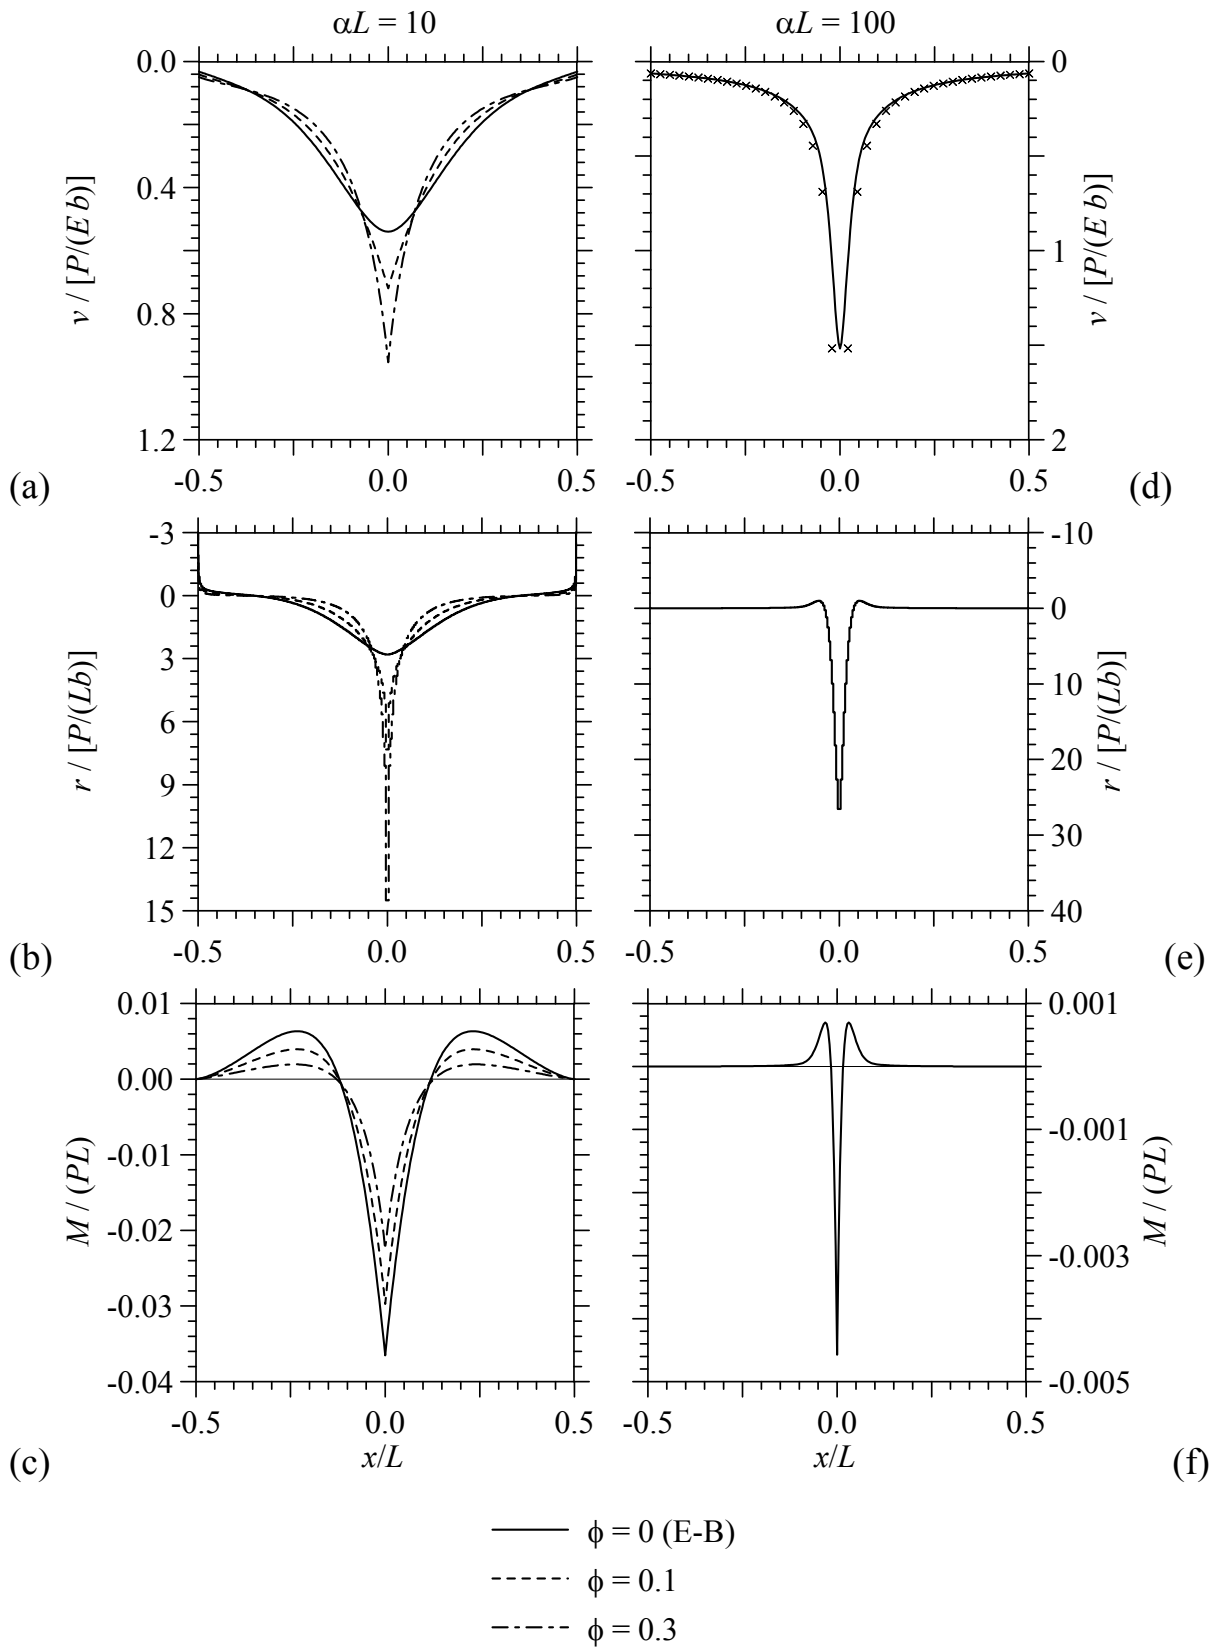 αL = 10
αL = 100
0.0
0.4
0.8
1.2
v / [P/(E b)]
-0.5
0.0
0.5
(a)
0
1
2
v / [P/(E b)]
-0.5
0.0
0.5
(d)
-3
0
3
6
9
12
15
r / [P/(Lb)]
-0.5
0.0
0.5
(b)
-10
0
10
20
30
40
r / [P/(Lb)]
-0.5
0.0
0.5
(e)
0.01
0.00
-0.01
-0.02
-0.03
-0.04
M / (PL)
-0.5
0.0
0.5
x/L
(c)
0.001
-0.001
-0.003
-0.005
M / (PL)
-0.5
0.0
0.5
x/L
(f)
ϕ = 0 (E-B)
ϕ = 0.1
ϕ = 0.3